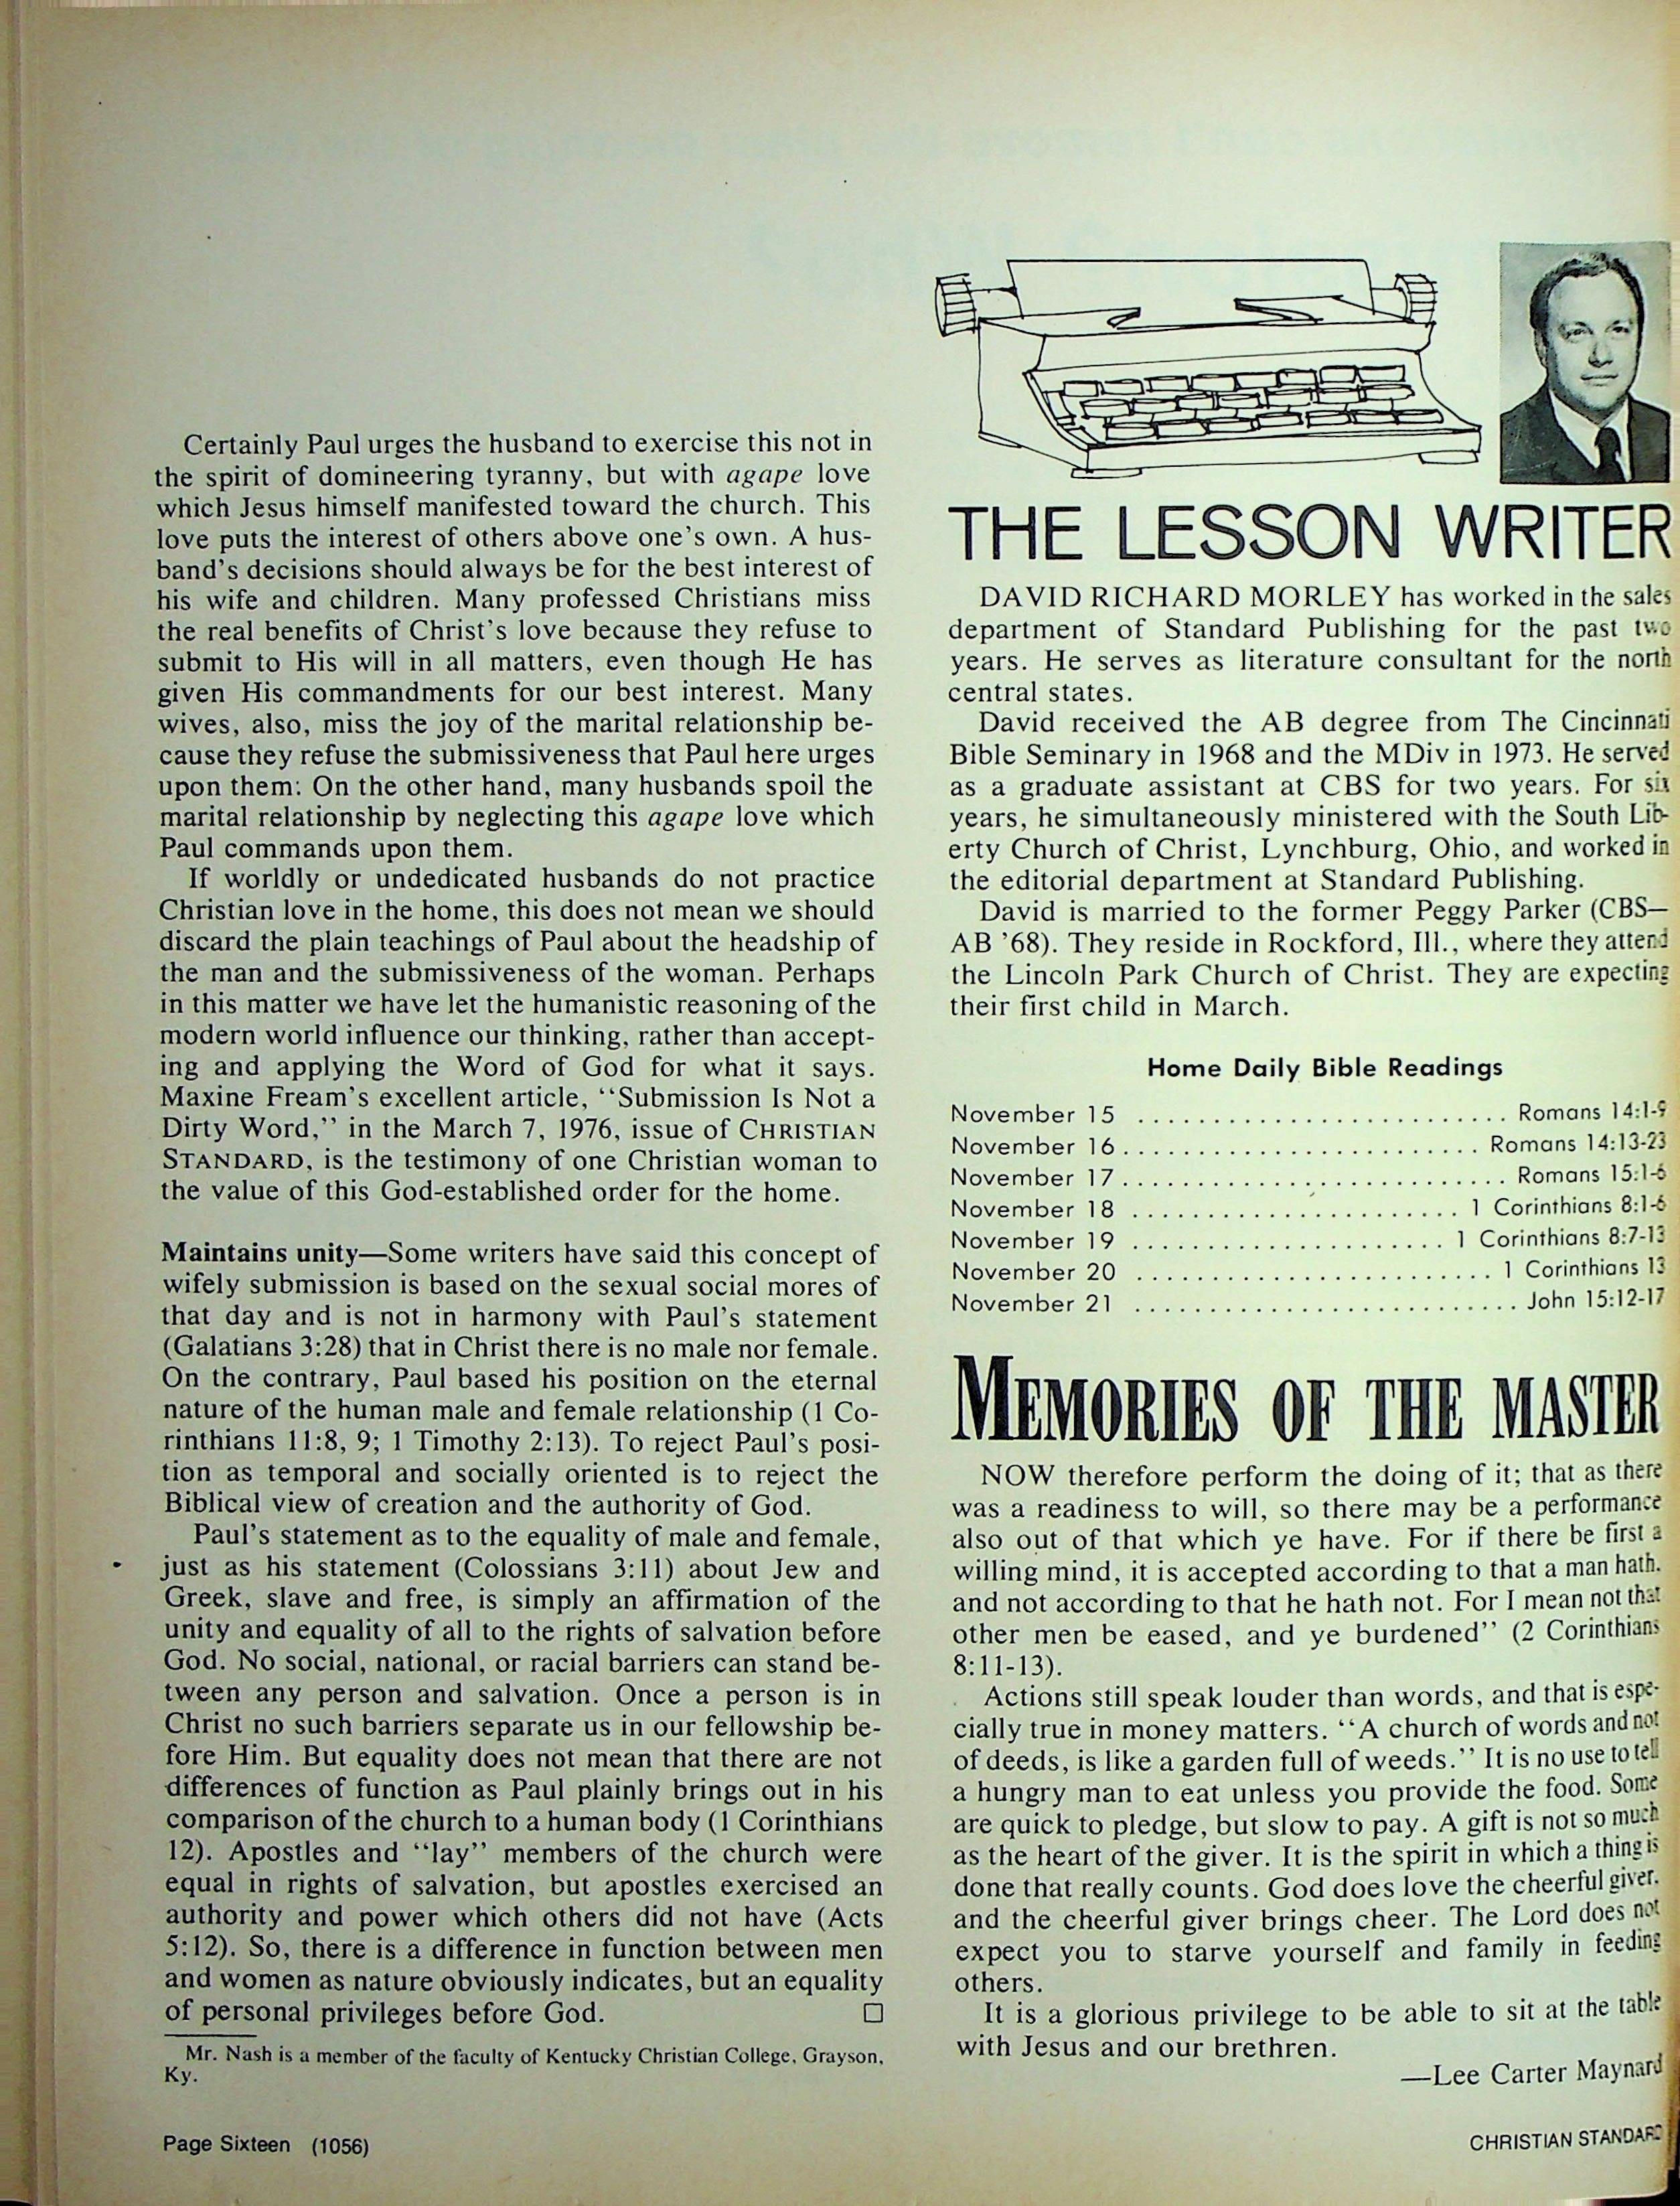 Certainly Paul urges the husband to exercise this not in
the spirit of domineering tyranny, but with agape love
which Jesus himself manifested toward the church. This
love puts the interest of others above one's own. A hus-
band's decisions should always be for the best interest of
his wife and children. Many professed Christians miss
the real benefits of Christ's love because they refuse to
submit to His will in all matters, even though He has
given His commandments for our best interest. Many
wives, also, miss the joy of the marital relationship be-
cause they refuse the submissiveness that Paul here urges
upon them: On the other hand, many husbands spoil the
marital relationship by neglecting this agape love which
Paul commands upon them.
If worldly or undedicated husbands do not practice
Christian love in the home, this does not mean we should
discard the plain teachings of Paul about the headship of
the man and the submissiveness of the woman. Perhaps
in this matter we have let the humanistic reasoning of the
modern world influence our thinking, rather than accept-
ing and applying the Word of God for what it says.
Maxine Fream's excellent article, "Submission Is Not a
Dirty Word," in the March 7, 1976, issue of CHRISTIAN
STANDARD, is the testimony of one Christian woman to
the value of this God-established order for the home.
Maintains unity—Some writers have said this concept of
wifely submission is based on the sexual social mores of
that day and is not in harmony with Paul's statement
(Galatians 3:28) that in Christ there is no male nor female.
On the contrary, Paul based his position on the eternal
nature of the human male and female relationship (1 Co-
rinthians 11:8, 9; 1 Timothy 2:13). To reject Paul's posi-
tion as temporal and socially oriented is to reject the
Biblical view of creation and the authority of God.
Paul's statement as to the equality of male and female,
just as his statement (Colossians 3:11) about Jew and
Greek, slave and free, is simply an affirmation of the
unity and equality of all to the rights of salvation before
God. No social, national, or racial barriers can stand be-
tween any person and salvation. Once a person is in
Christ no such barriers separate us in our fellowship be-
fore Him. But equality does not mean that there are not
differences of function as Paul plainly brings out in his
comparison of the church to a human body (1 Corinthians
12). Apostles and "lay" members of the church were
equal in rights of salvation, but apostles exercised an
authority and power which others did not have (Acts
5:12). So, there is a difference in function between men
and women as nature obviously indicates, but an equality
of personal privileges before God. □
Mr. Nash is a member of the faculty of Kentucky Christian College, Grayson,
Ky.
THE LESSON WRITER
DAVID RICHARD MORLEY has worked in the sales
department of Standard Publishing for the past two
years. He serves as literature consultant for the north
central states.
David received the AB degree from The Cincinnati
Bible Seminary in 1968 and the MDiv in 1973. He served
as a graduate assistant at CBS for two years. For six
years, he simultaneously ministered with the South Lib-
erty Church of Christ, Lynchburg, Ohio, and worked in
the editorial department at Standard Publishing.
David is married to the former Peggy Parker (CBS—
AB '68). They reside in Rockford, Ill., where they attend
the Lincoln Park Church of Christ. They are expecting
their first child in March.
Home Daily Bible Readings
November 15 ............................ Romans 14:1-9
November 16 .......................... Romans 14:13-23
November 17 ............................ Romans 15:1-6
November 18 ........................ 1 Corinthians 8:1-6
November 19 ....................... 1 Corinthians 8:7-13
November 20 .......................... 1 Corinthians 13
November 21 ............................ John 15:12-17
MEMORIES OF THE MASTER
NOW therefore perform the doing of it; that as there
was a readiness to will, so there may be a performance
also out of that which ye have. For if there be first a
willing mind, it is accepted according to that a man hath.
and not according to that he hath not. For I mean not that
other men be eased, and ye burdened" (2 Corinthians
8:11-13).
Actions still speak louder than words, and that is espe-
cially true in money matters. "A church of words and not
of deeds, is like a garden full of weeds." It is no use to tell
a hungry man to eat unless you provide the food. Some
are quick to pledge, but slow to pay. A gift is not so much
as the heart of the giver. It is the spirit in which a thing is
done that really counts. God does love the cheerful giver.
and the cheerful giver brings cheer. The Lord does not
expect you to starve yourself and family in feeding
others.
It is a glorious privilege to be able to sit at the table
with Jesus and our brethren.
—Lee Carter Maynard
Page Sixteen (1056)
CHRISTIAN STANDARD